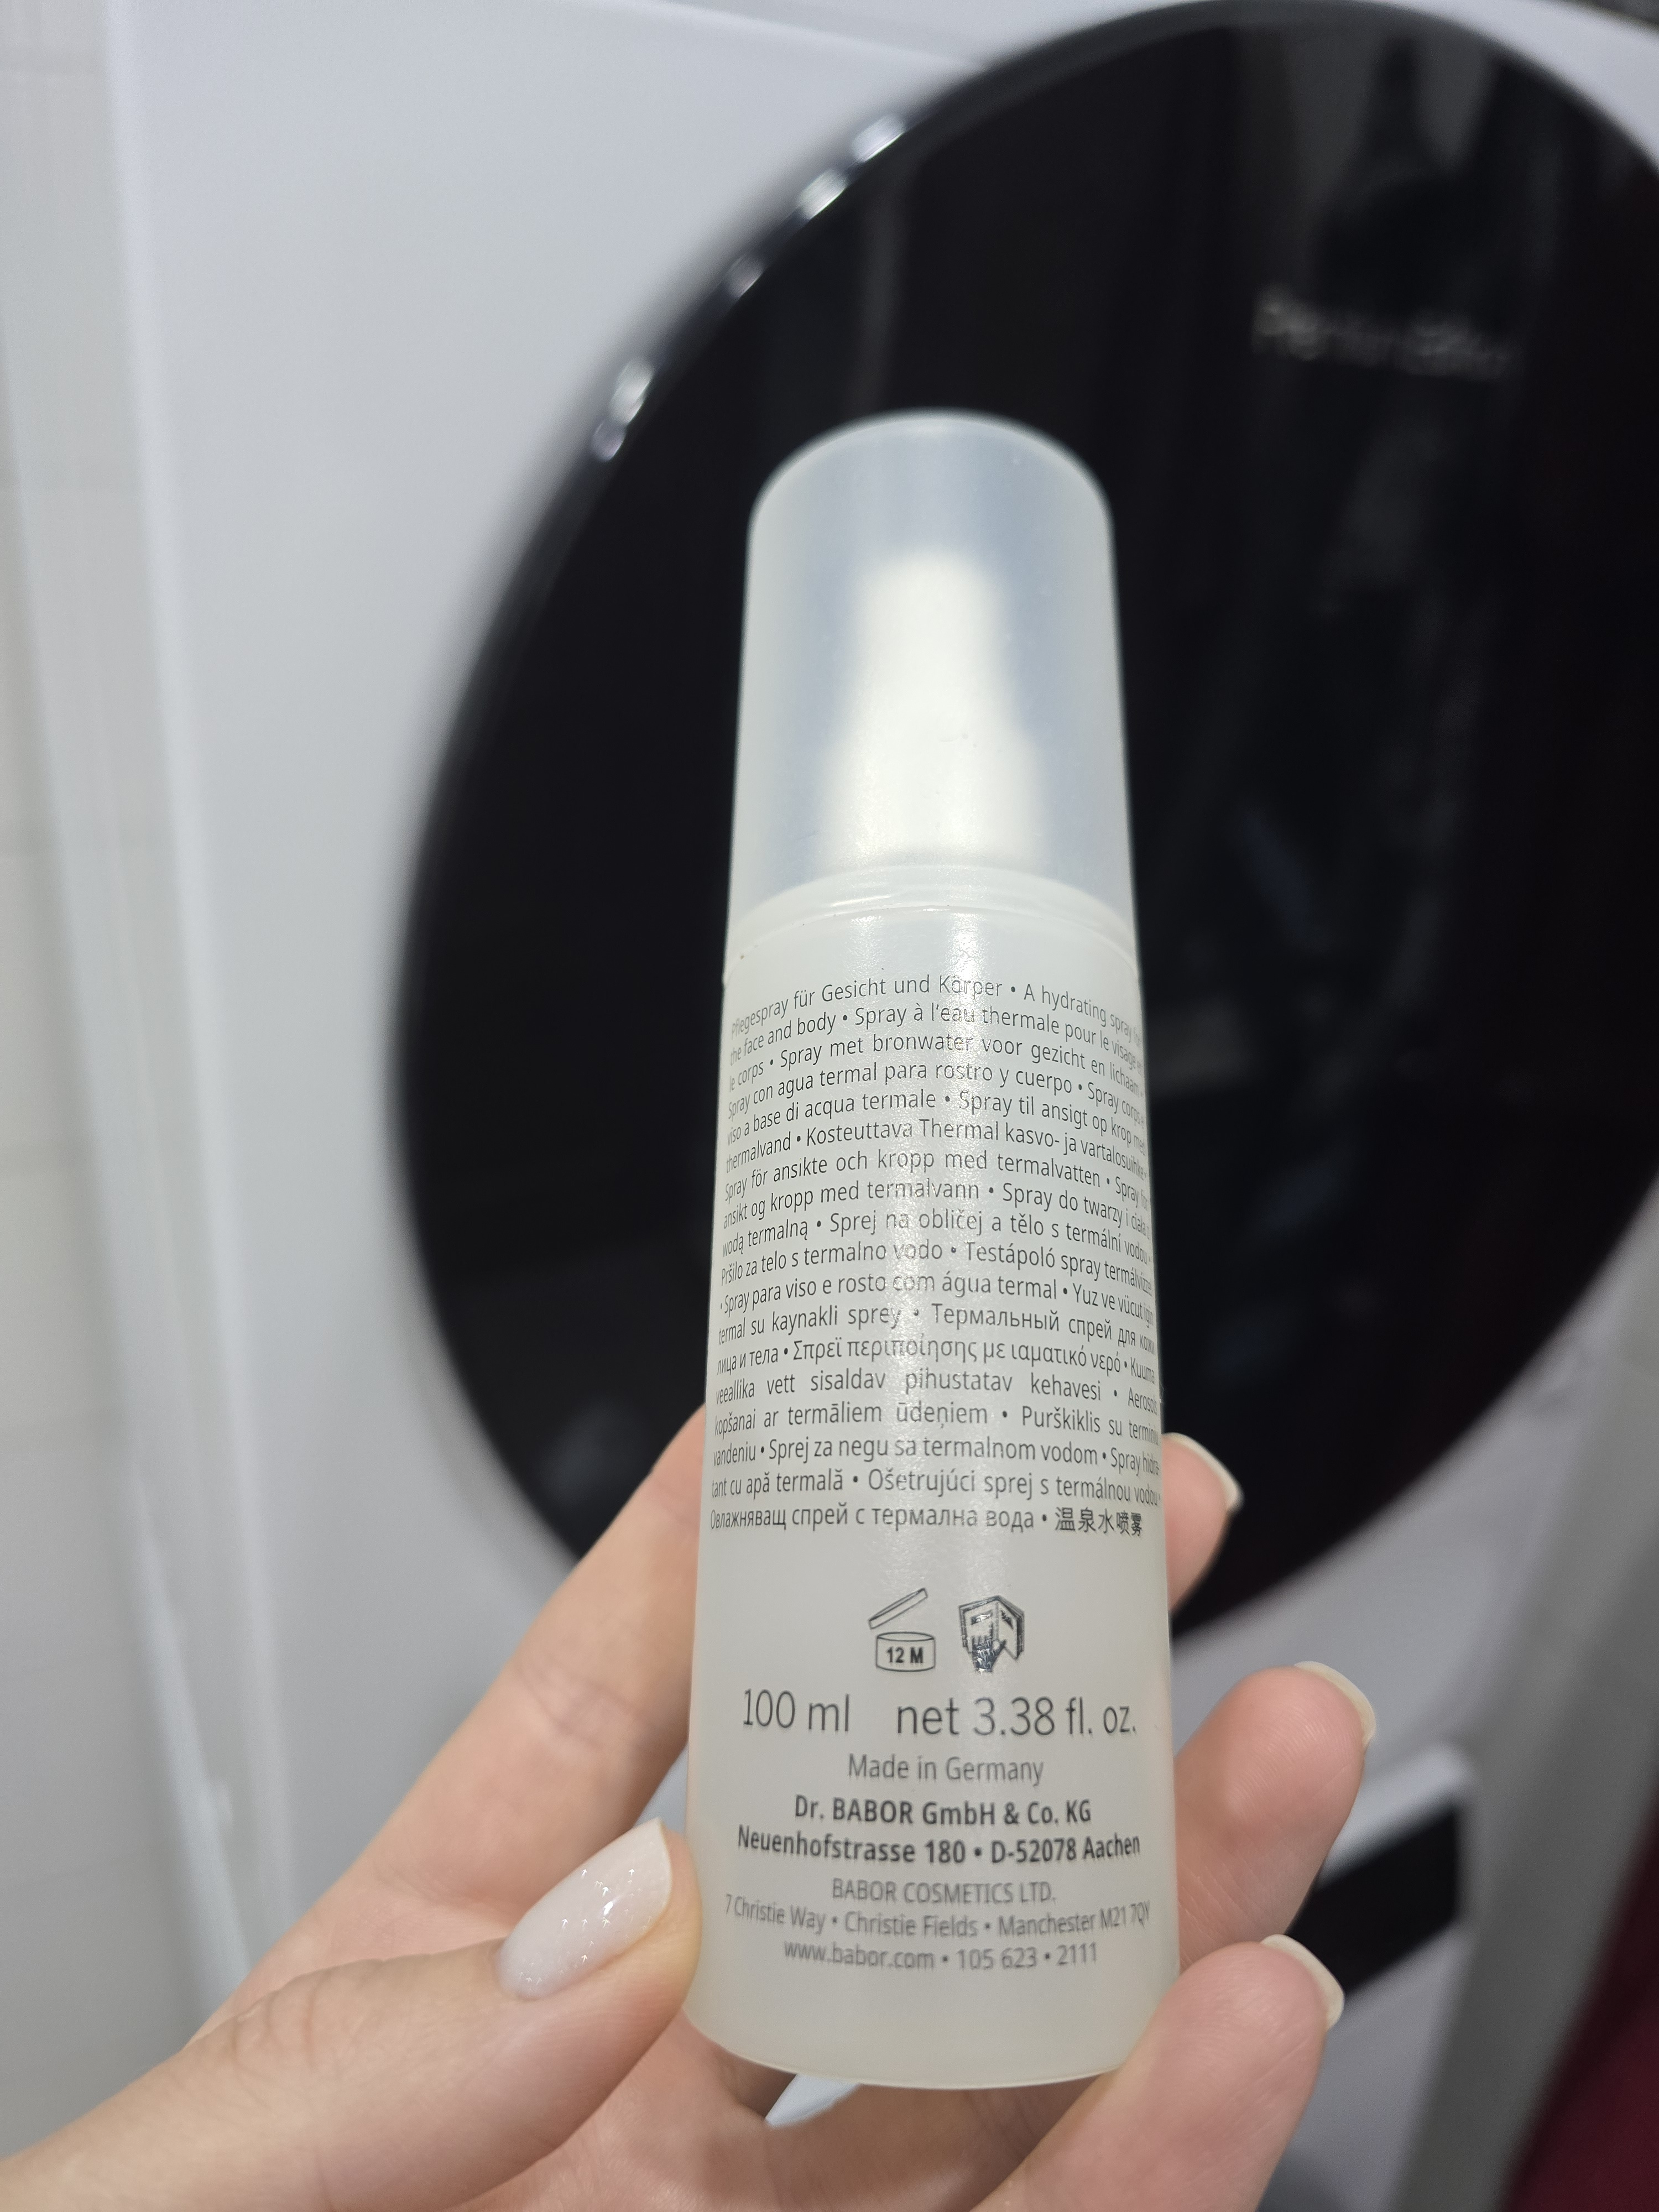 Pflegespray für Gesicht und Körper • A hydrating spray for
the face and body • Spray à l'eau thermale pour le visage et
le corps • Spray met bronwater voor gezicht en lichaam •
Spray con agua termal para rostro y cuerpo • Spray corpo e
viso a base di acqua termale • Spray til ansigt op krop med
thermalvand • Kosteuttava Thermal kasvo- ja vartalosuihke •
Spray för ansikte och kropp med termalvatten • Spray for
ansikt og kropp med termalvann • Spray do twarzy i ciała z
wodą termalną • Sprej na obličej a tělo s termální vodou •
Pršilo za telo s termalno vodo • Testápoló spray termálvízzel
• Spray para viso e rosto com água termal • Yuz ve vücut için
termal su kaynakli sprey • Термальный спрей для кожи
лица и тела • Σπρεϊ περιποίησης με ιαματικό νερό • Kuuma
veeallika vett sisaldav pihustatav kehavesi • Aerosols
kopšanai ar termāliem ūdeņiem • Purškiklis su terminiu
vandeniu • Sprej za negu sa termalnom vodom • Spray hidra-
tant cu apă termală • Ošetrujúci sprej s termálnou vodou •
Овлажняващ спрей с термална вода • 温泉水喷雾
12 M
100 ml net 3.38 fl. oz.
Made in Germany
Dr. BABOR GmbH & Co. KG
Neuenhofstrasse 180 • D-52078 Aachen
BABOR COSMETICS LTD.
7 Christie Way • Christie Fields • Manchester M21 7QY
www.babor.com • 105 623 • 2111